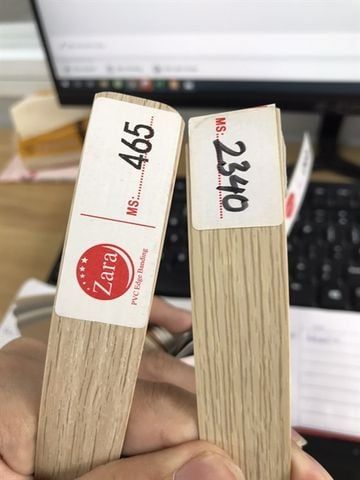 MS:..........465..........
Zara
PVC Edge Banding
MS:..........2340